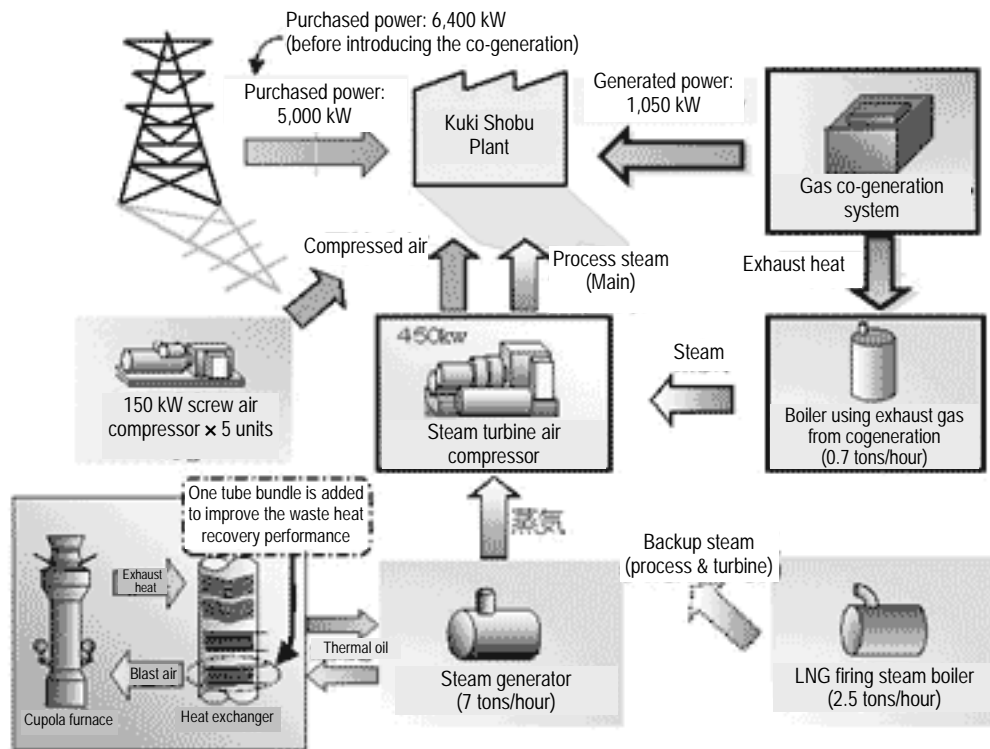 Purchased power: 6,400 kW
(before introducing the co-generation)
Purchased power:
5,000 kW
Generated power:
1,050 kW
Kuki Shobu
Plant
Gas co-generation
system
Compressed air
Process steam
(Main)
Exhaust heat
450kw
Steam
150 kW screw air
compressor × 5 units
Steam turbine air
compressor
Boiler using exhaust gas
from cogeneration
(0.7 tons/hour)
One tube bundle is added
to improve the waste heat
recovery performance
蒸気
Backup steam
(process & turbine)
Exhaust
heat
Thermal oil
Blast air
Steam generator
(7 tons/hour)
LNG firing steam boiler
(2.5 tons/hour)
Cupola furnace
Heat exchanger